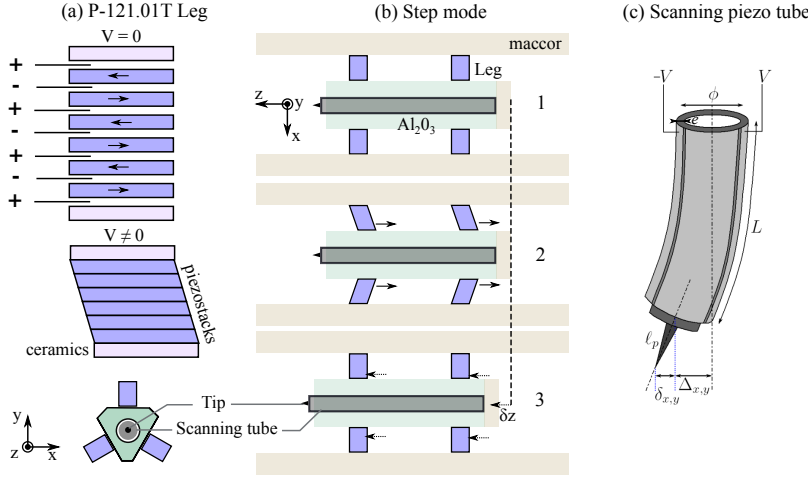 (a) P-121.01T Leg
(b) Step mode
(c) Scanning piezo tube
V = 0
+
-
+
-
+
-
+
V ≠ 0
piezostacks
ceramics
y
z
x
Tip
Scanning tube
maccor
Leg
z
y
x
Al₂0₃
1
2
3
δz
-V
ϕ
V
e
L
ℓₚ
δx,y
Δx,y